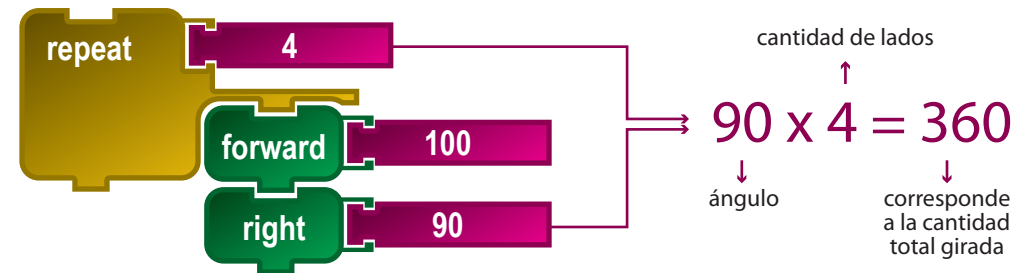 repeat 4
forward 100
right 90
cantidad de lados
90 x 4 = 360
ángulo
corresponde
a la cantidad
total girada